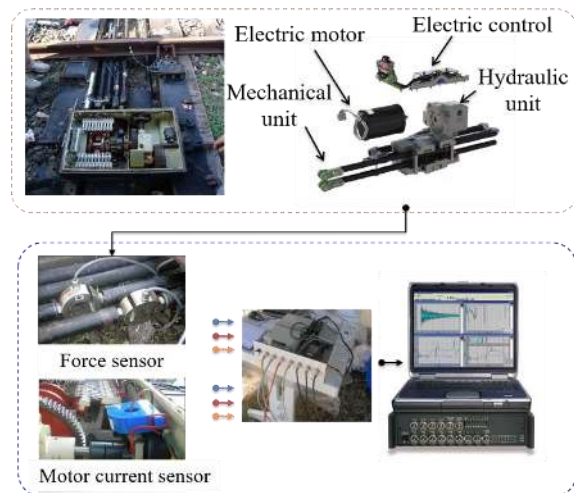 Electric motor
Electric control
Mechanical
unit
Hydraulic
unit
Force sensor
Motor current sensor